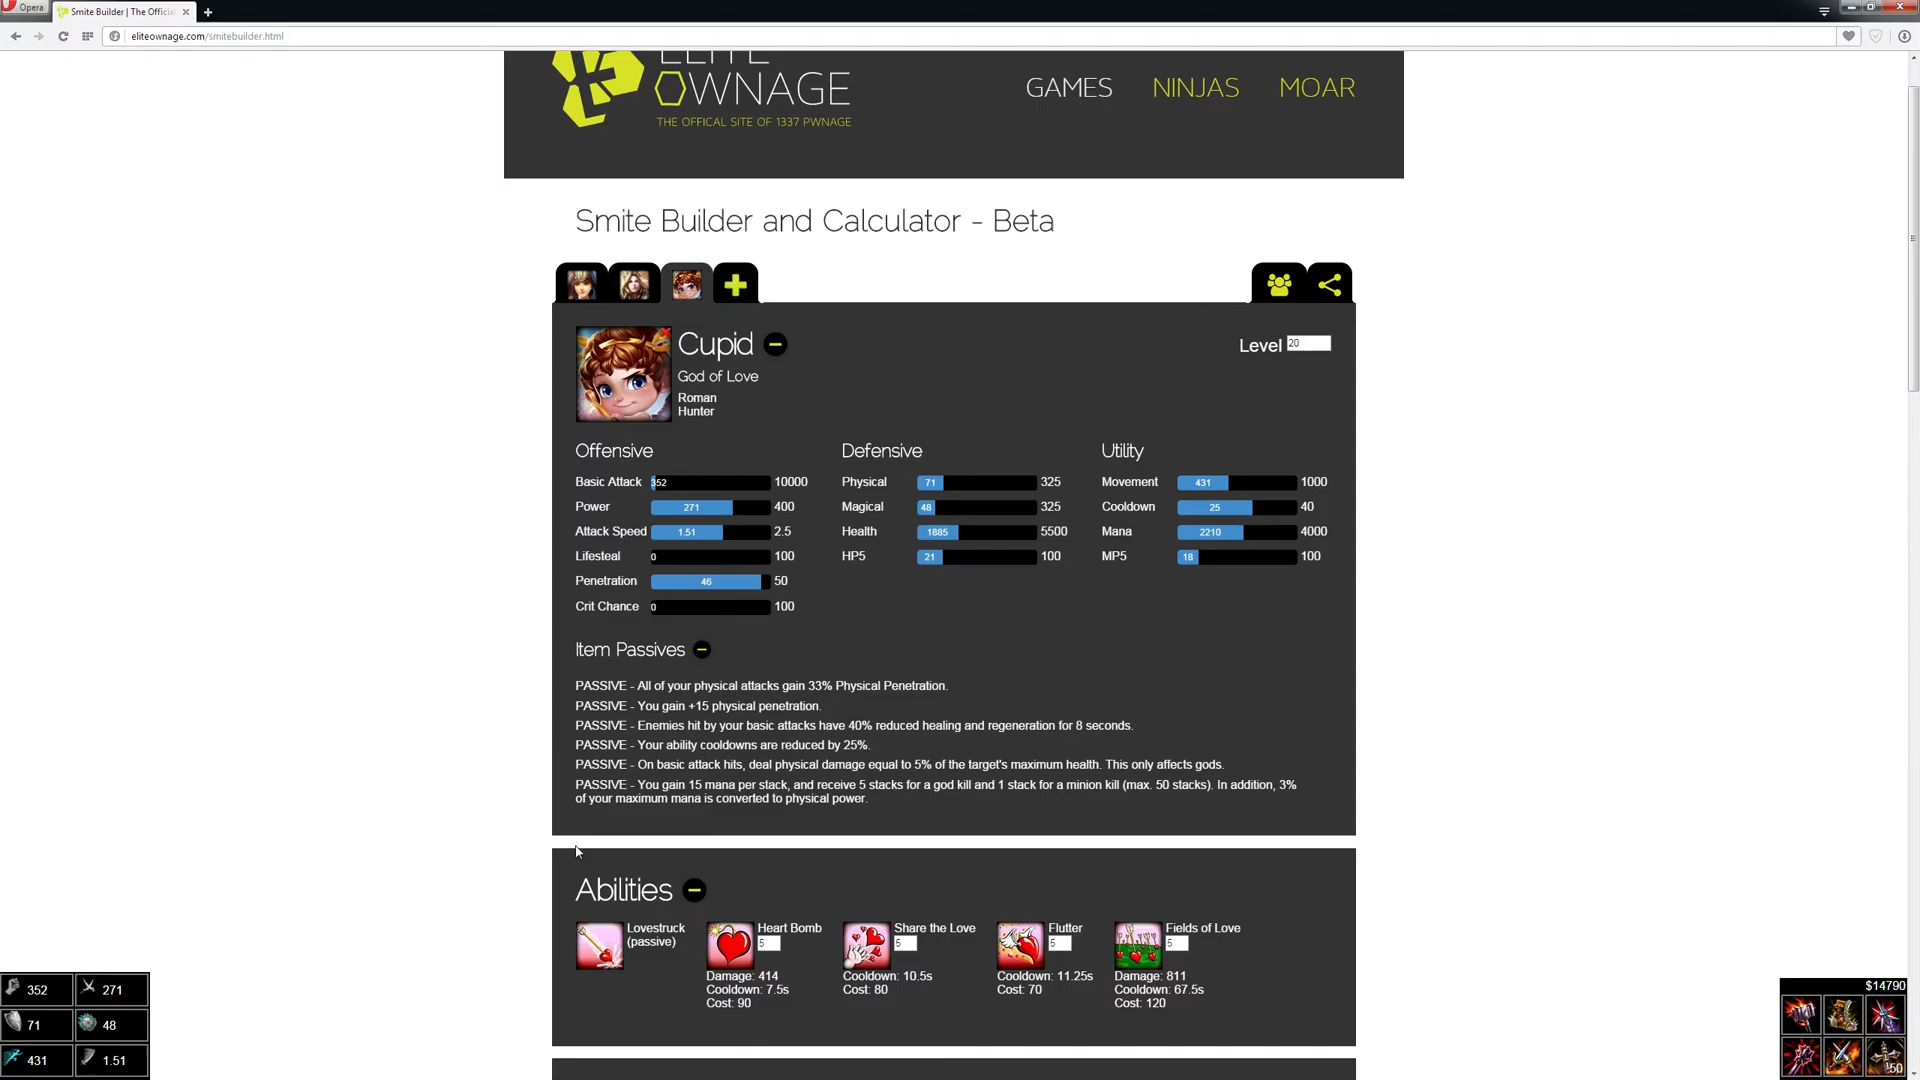 Opera
Smite Builder | The Officia
eliteownage.com/smitebuilder.html
ELITE
OWNAGE
THE OFFICAL SITE OF 1337 PWNAGE
GAMES NINJAS MOAR
Smite Builder and Calculator - Beta
Cupid
God of Love
Roman
Hunter
Level 20
Offensive
Basic Attack 352 10000
Power 271 400
Attack Speed 1.51 2.5
Lifesteal 0 100
Penetration 46 50
Crit Chance 0 100
Defensive
Physical 71 325
Magical 48 325
Health 1885 5500
HP5 21 100
Utility
Movement 431 1000
Cooldown 25 40
Mana 2210 4000
MP5 18 100
Item Passives
PASSIVE - All of your physical attacks gain 33% Physical Penetration.
PASSIVE - You gain +15 physical penetration.
PASSIVE - Enemies hit by your basic attacks have 40% reduced healing and regeneration for 8 seconds.
PASSIVE - Your ability cooldowns are reduced by 25%.
PASSIVE - On basic attack hits, deal physical damage equal to 5% of the target's maximum health. This only affects gods.
PASSIVE - You gain 15 mana per stack, and receive 5 stacks for a god kill and 1 stack for a minion kill (max. 50 stacks). In addition, 3%
of your maximum mana is converted to physical power.
Abilities
Lovestruck
(passive)
Heart Bomb
5
Damage: 414
Cooldown: 7.5s
Cost: 90
Share the Love
5
Cooldown: 10.5s
Cost: 80
Flutter
5
Cooldown: 11.25s
Cost: 70
Fields of Love
5
Damage: 811
Cooldown: 67.5s
Cost: 120
352 271
71 48
431 1.51
$14790
50